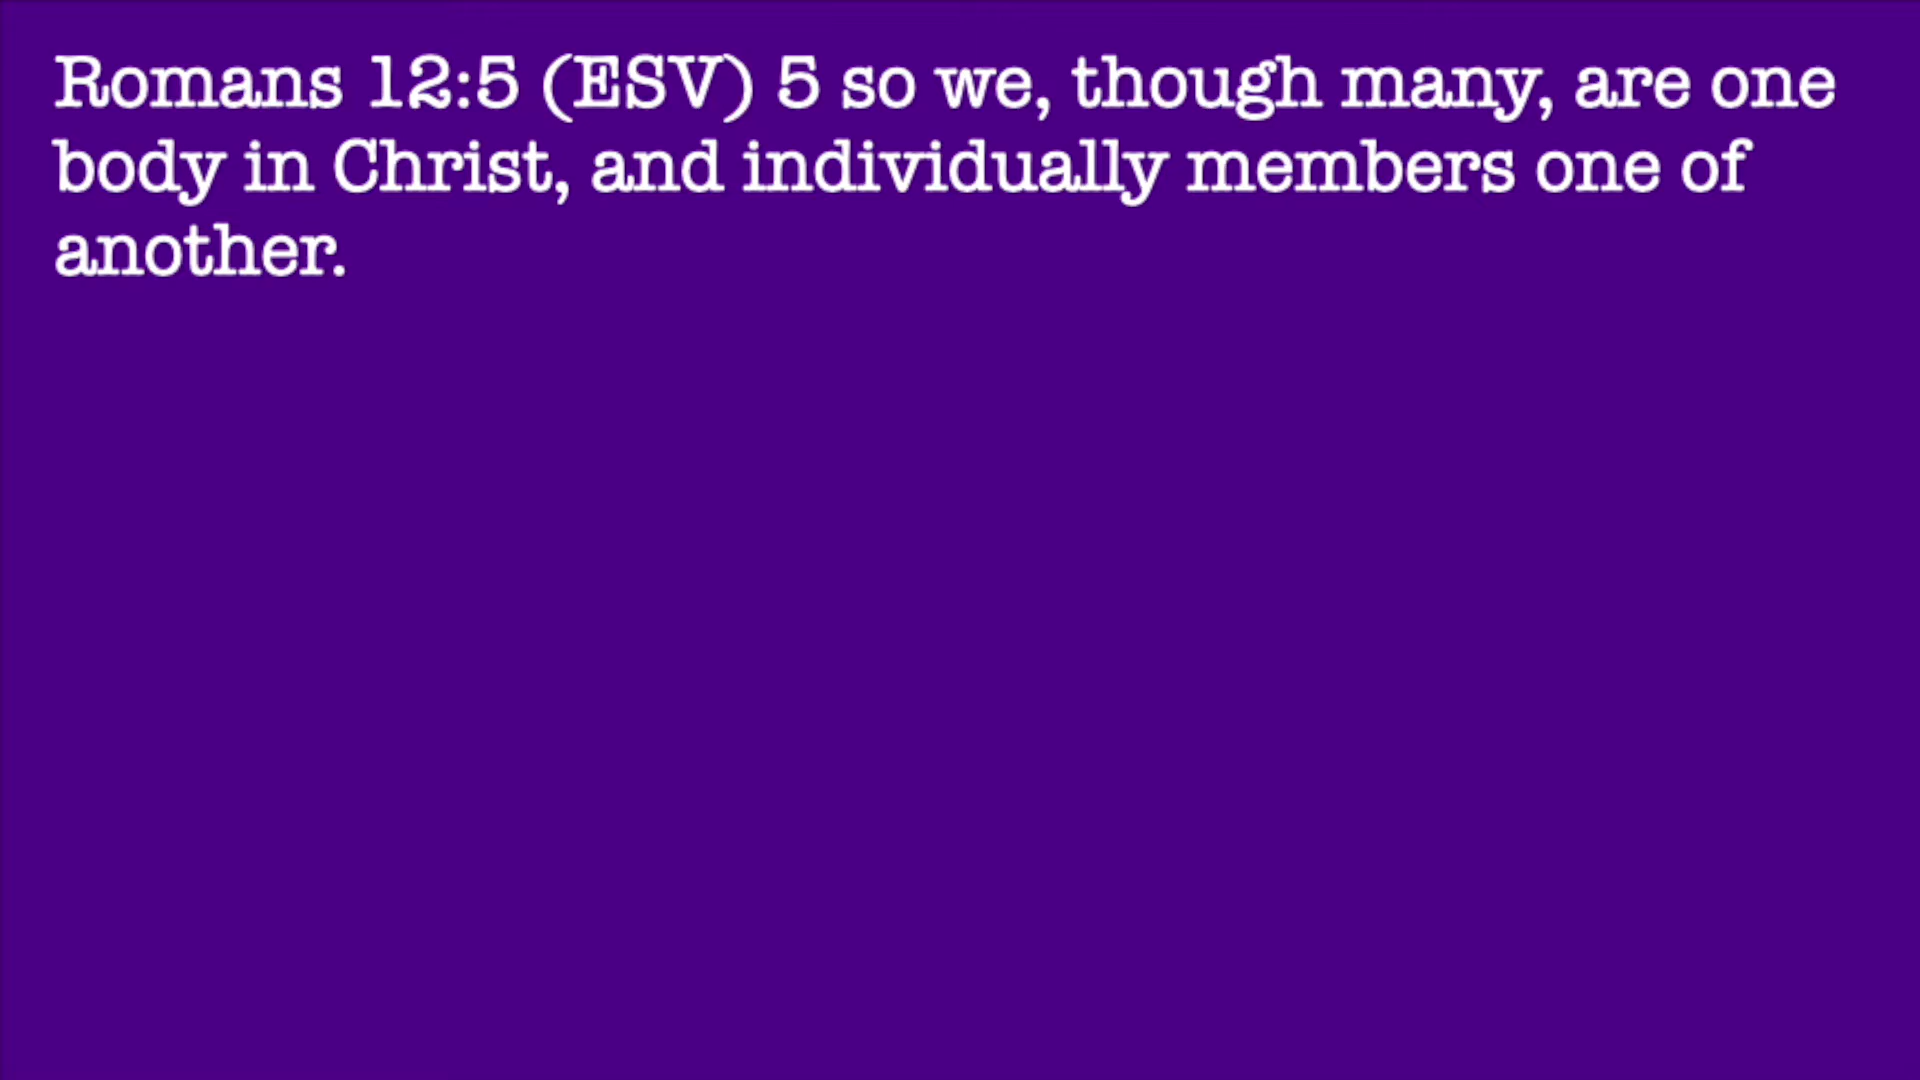 Romans 12:5 (ESV) 5 so we, though many, are one
body in Christ, and individually members one of
another.